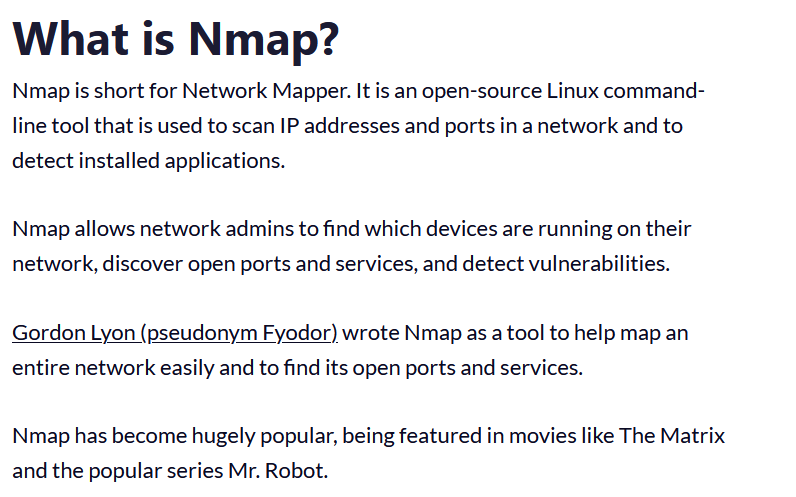 What is Nmap?
Nmap is short for Network Mapper. It is an open-source Linux command-
line tool that is used to scan IP addresses and ports in a network and to
detect installed applications.
Nmap allows network admins to find which devices are running on their
network, discover open ports and services, and detect vulnerabilities.
Gordon Lyon (pseudonym Fyodor) wrote Nmap as a tool to help map an
entire network easily and to find its open ports and services.
Nmap has become hugely popular, being featured in movies like The Matrix
and the popular series Mr. Robot.